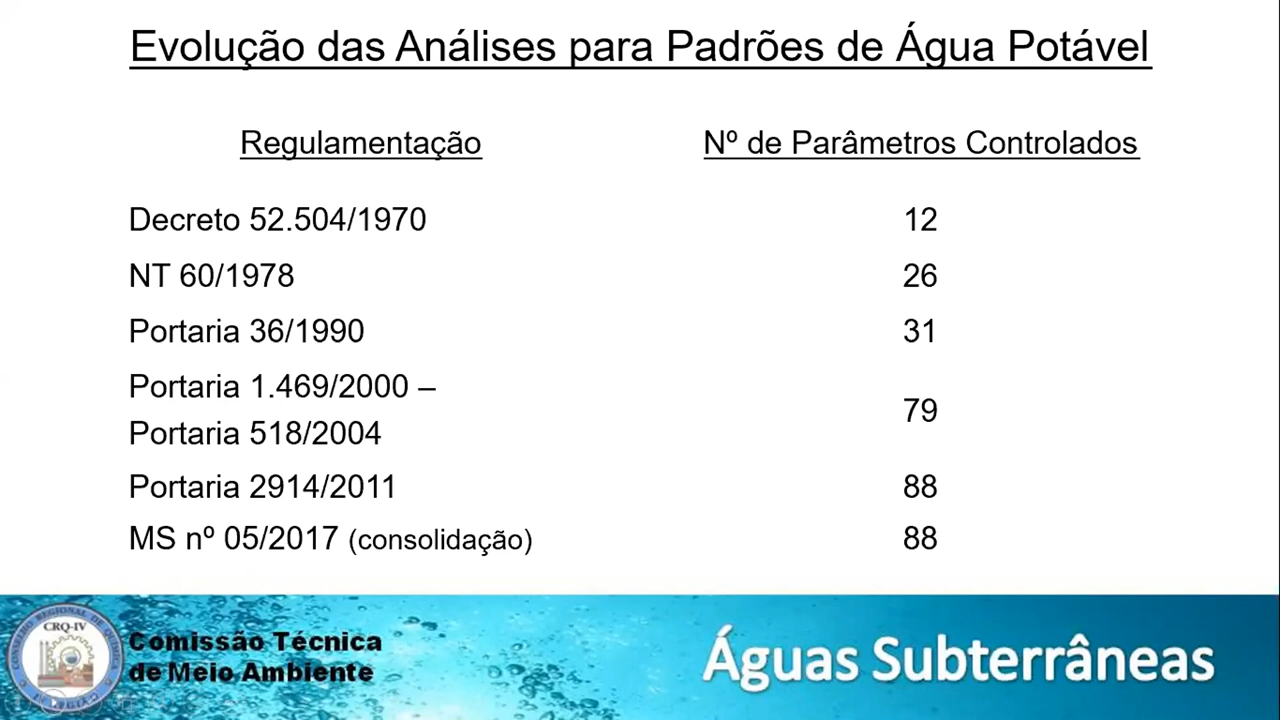 Evolução das Análises para Padrões de Água Potável
Regulamentação Nº de Parâmetros Controlados
Decreto 52.504/1970 12
NT 60/1978 26
Portaria 36/1990 31
Portaria 1.469/2000 –
Portaria 518/2004 79
Portaria 2914/2011 88
MS nº 05/2017 (consolidação) 88
CRQ-IV
Comissão Técnica
de Meio Ambiente
Águas Subterrâneas